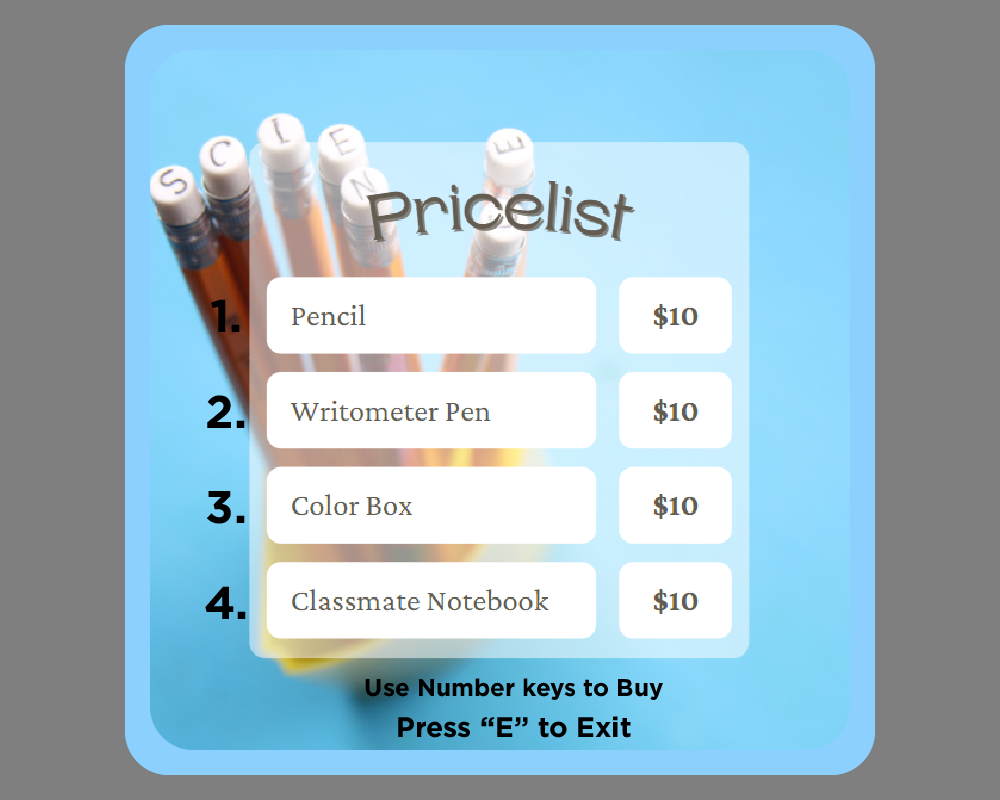 S C I E N E
Pricelist
1. Pencil $10
2. Writometer Pen $10
3. Color Box $10
4. Classmate Notebook $10
Use Number keys to Buy
Press “E” to Exit